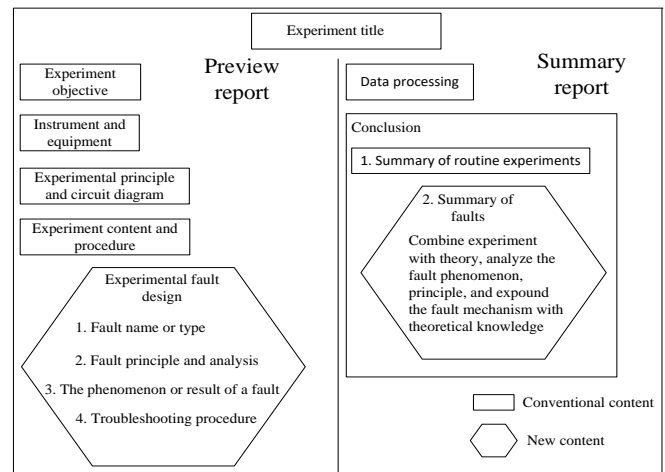 Experiment title
Preview
report
Experiment
objective
Instrument and
equipment
Experimental principle
and circuit diagram
Experiment content and
procedure
Experimental fault
design
1. Fault name or type
2. Fault principle and analysis
3. The phenomenon or result of a fault
4. Troubleshooting procedure
Summary
report
Data processing
Conclusion
1. Summary of routine experiments
2. Summary of
faults
Combine experiment
with theory, analyze the
fault phenomenon,
principle, and expound
the fault mechanism with
theoretical knowledge
Conventional content
New content